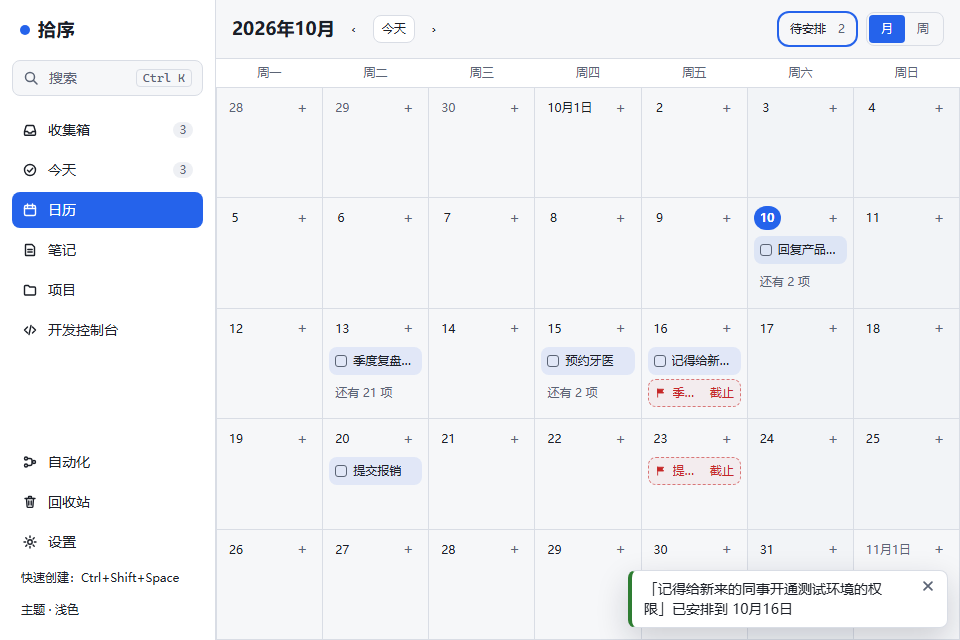 拾序
搜索 Ctrl K
收集箱 3
今天 3
日历
笔记
项目
开发控制台
自动化
回收站
设置
快速创建：Ctrl+Shift+Space
主题 · 浅色
2026年10月 ‹ 今天 › 待安排 2 月 周
周一 周二 周三 周四 周五 周六 周日
28 + 29 + 30 + 10月1日 + 2 + 3 + 4 +
5 + 6 + 7 + 8 + 9 + 10 + 11 +
回复产品...
还有 2 项
12 + 13 + 14 + 15 + 16 + 17 + 18 +
季度复盘... 预约牙医 记得给新...
还有 21 项 还有 2 项 季... 截止
19 + 20 + 21 + 22 + 23 + 24 + 25 +
提交报销 提... 截止
26 + 27 + 28 + 29 + 30 + 31 + 11月1日 +
「记得给新来的同事开通测试环境的权
限」已安排到 10月16日